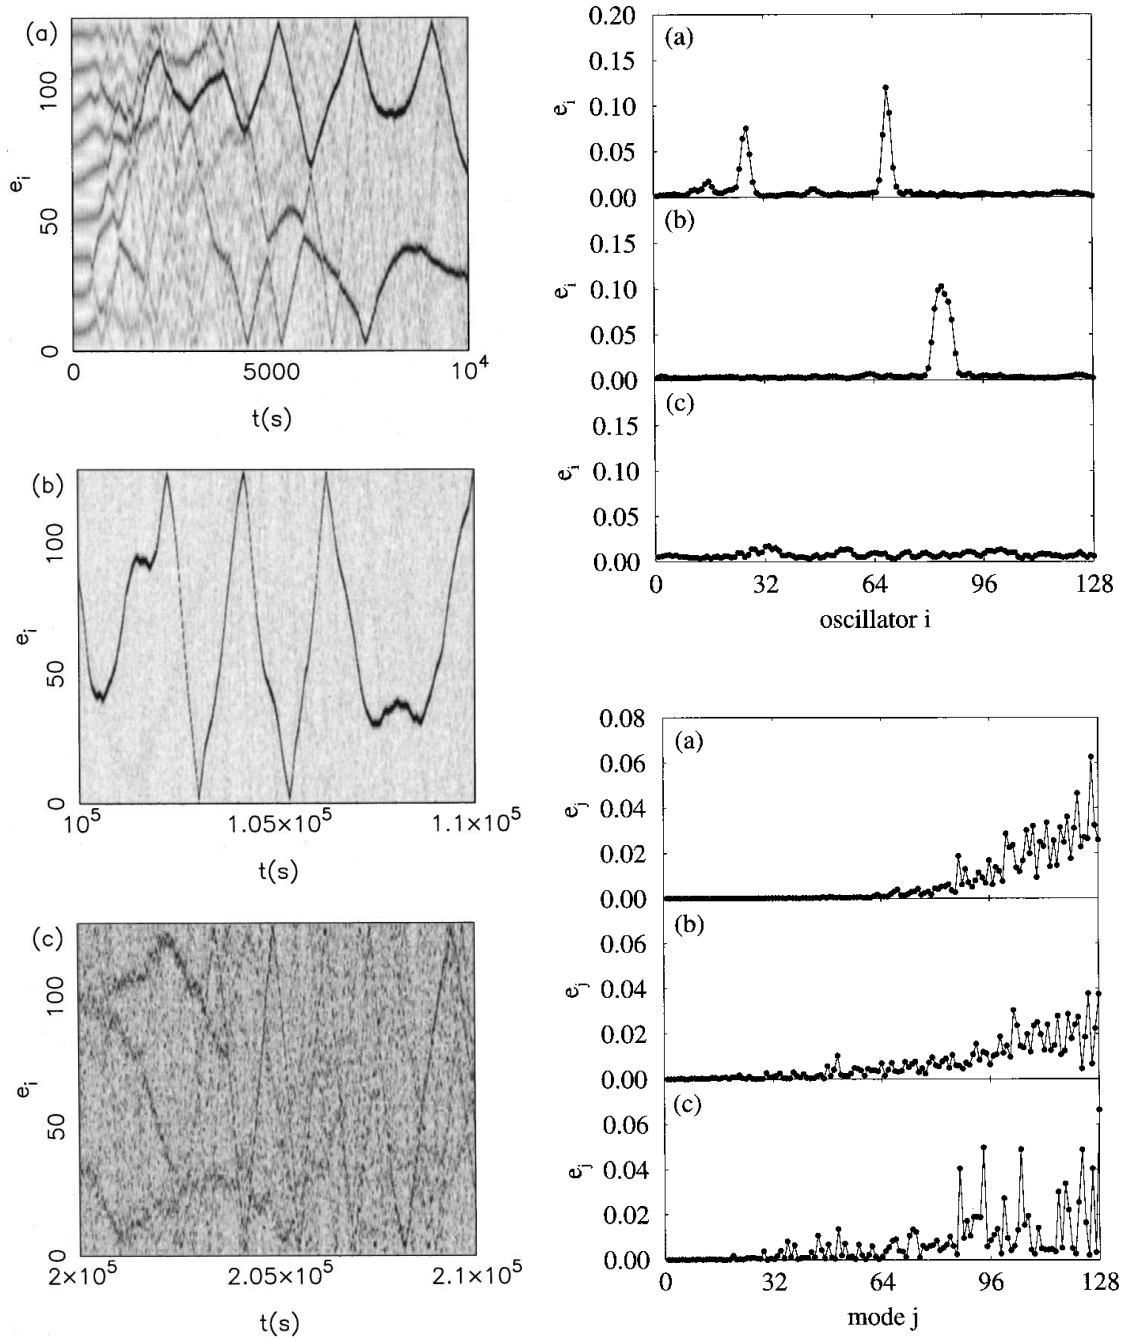 (a)
100
50
0
e_i
0 5000 10^4
t(s)
(b)
100
50
0
e_i
10^5 1.05×10^5 1.1×10^5
t(s)
(c)
100
50
0
e_i
2×10^5 2.05×10^5 2.1×10^5
t(s)
0.20
(a)
0.15
0.10
e_i
0.05
0.00
(b)
0.15
0.10
e_i
0.05
0.00
(c)
0.15
0.10
e_i
0.05
0.00
0 32 64 96 128
oscillator i
0.08
(a)
0.06
0.04
e_j
0.02
0.00
(b)
0.06
0.04
e_j
0.02
0.00
(c)
0.06
0.04
e_j
0.02
0.00
0 32 64 96 128
mode j